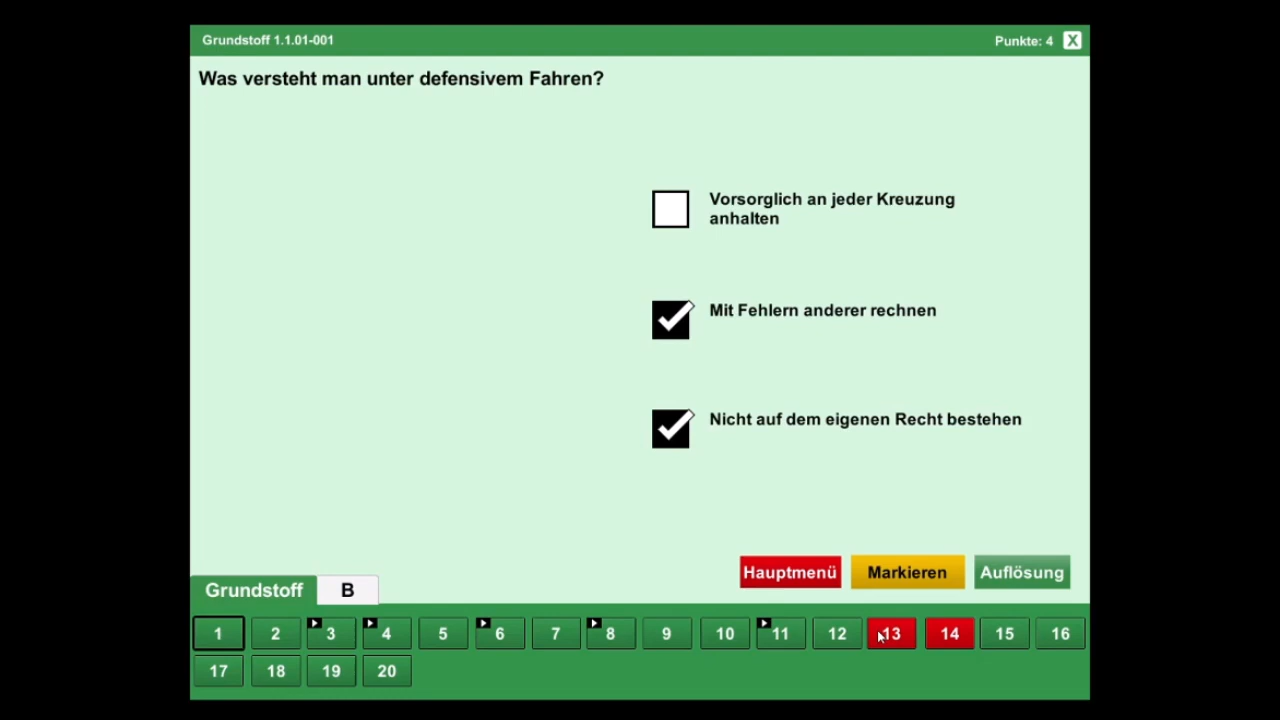 Grundstoff 1.1.01-001
Punkte: 4 X
Was versteht man unter defensivem Fahren?
Vorsorglich an jeder Kreuzung
anhalten
Mit Fehlern anderer rechnen
Nicht auf dem eigenen Recht bestehen
Hauptmenü Markieren Auflösung
Grundstoff B
1 2 3 4 5 6 7 8 9 10 11 12 13 14 15 16
17 18 19 20